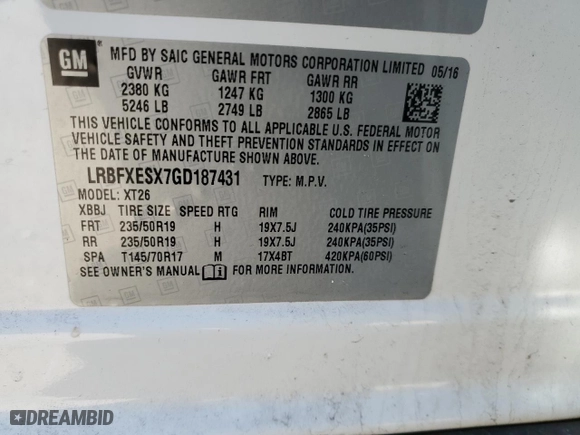 GM
MFD BY SAIC GENERAL MOTORS CORPORATION LIMITED 05/16
GVWR GAWR FRT GAWR RR
2380 KG 1247 KG 1300 KG
5246 LB 2749 LB 2865 LB
THIS VEHICLE CONFORMS TO ALL APPLICABLE U.S. FEDERAL MOTOR
VEHICLE SAFETY AND THEFT PREVENTION STANDARDS IN EFFECT
ON THE DATE OF MANUFACTURE SHOWN ABOVE.
LRBFXESX7GD187431 TYPE: M.P.V.
MODEL: XT26
XBBJ TIRE SIZE SPEED RTG RIM COLD TIRE PRESSURE
FRT 235/50R19 H 19X7.5J 240KPA(35PSI)
RR 235/50R19 H 19X7.5J 240KPA(35PSI)
SPA T145/70R17 M 17X4BT 420KPA(60PSI)
SEE OWNER'S MANUAL FOR MORE INFORMATION
DREAMBID